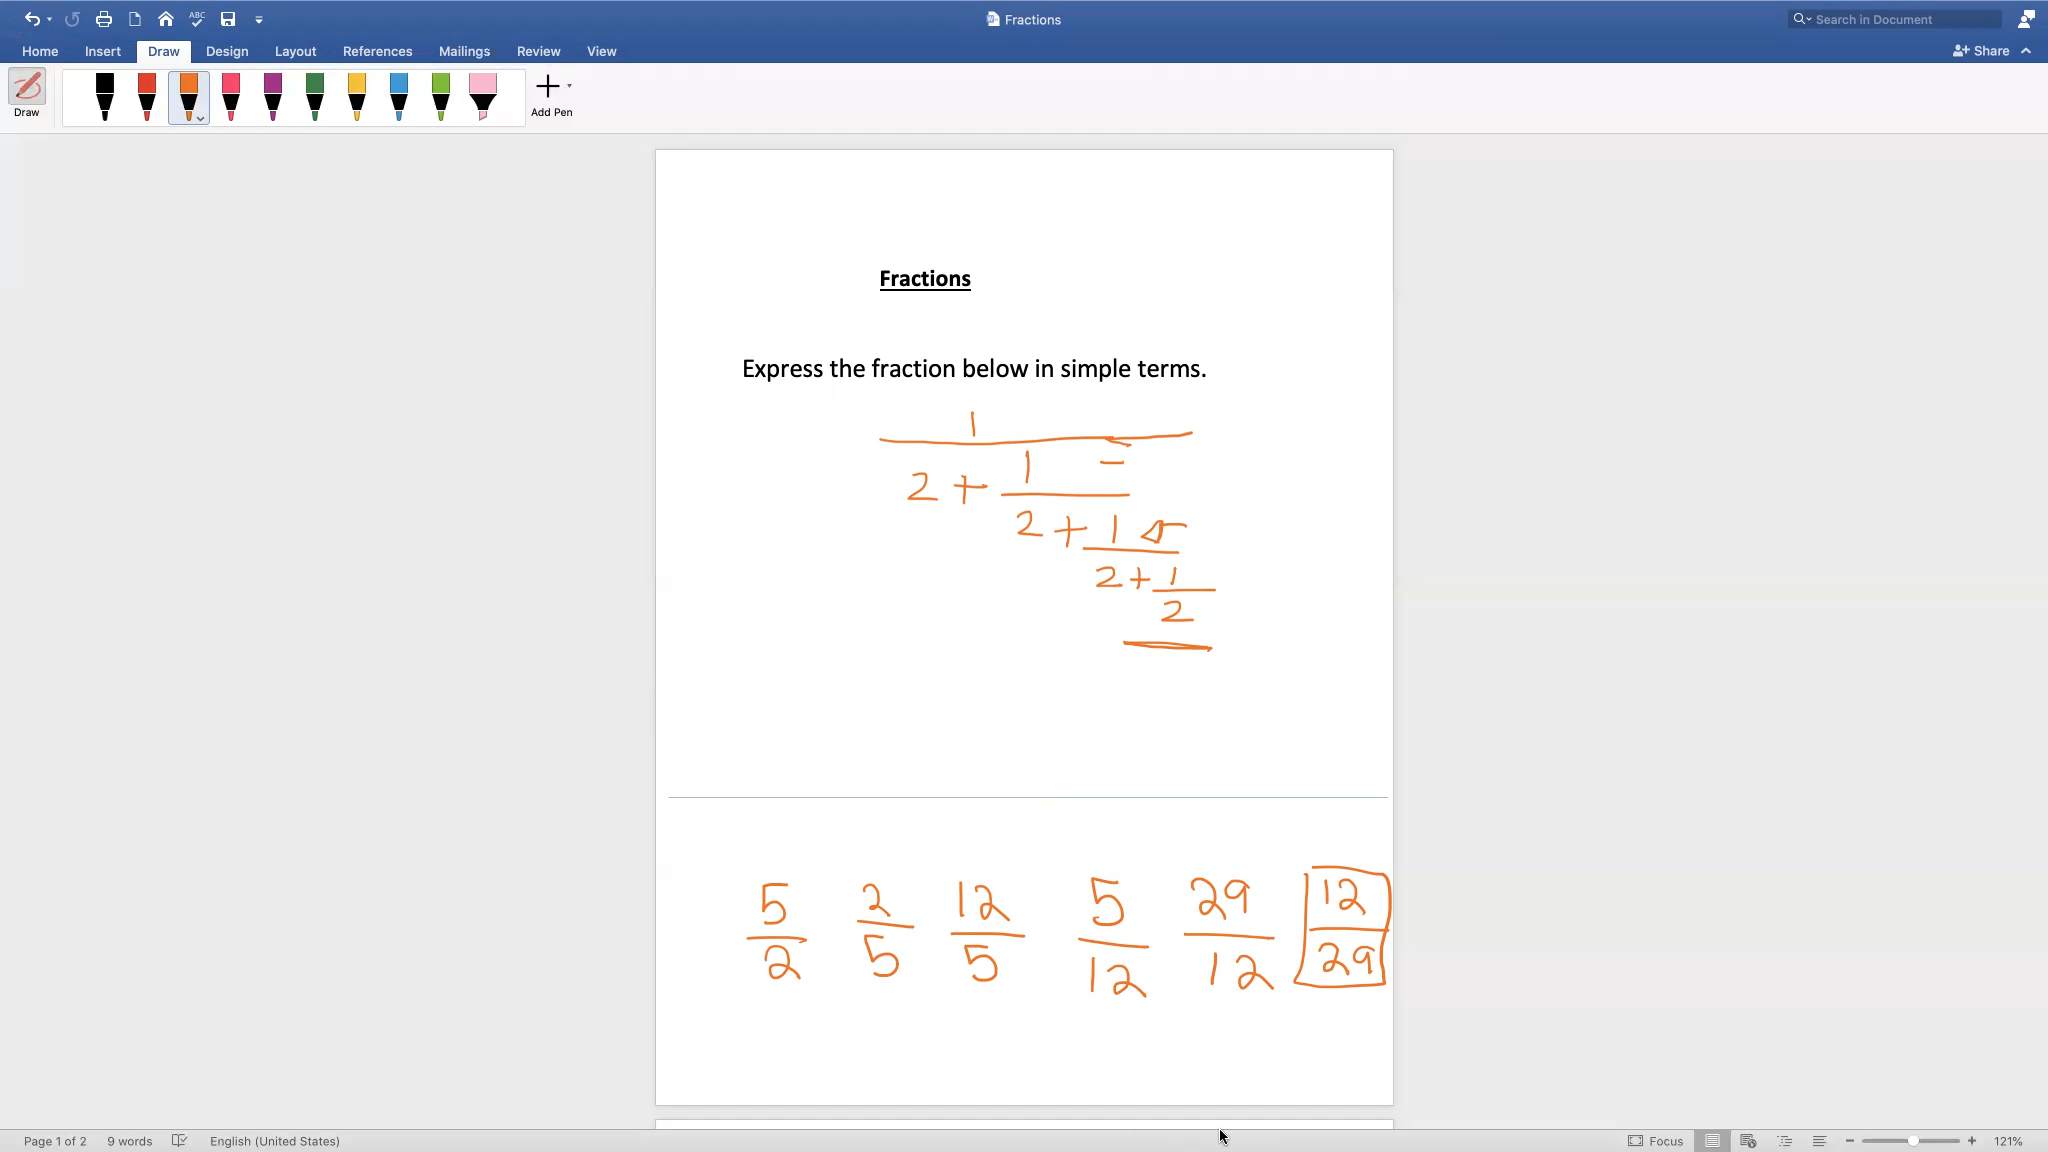 ABC
Fractions
Search in Document
Home Insert Draw Design Layout References Mailings Review View
Share
Draw
Add Pen
Fractions
Express the fraction below in simple terms.
1
2 + 1
2 + 1
2 + 1
2
5 2 12 5 29 12
2 5 5 12 12 29
Page 1 of 2 9 words English (United States)
Focus
121%